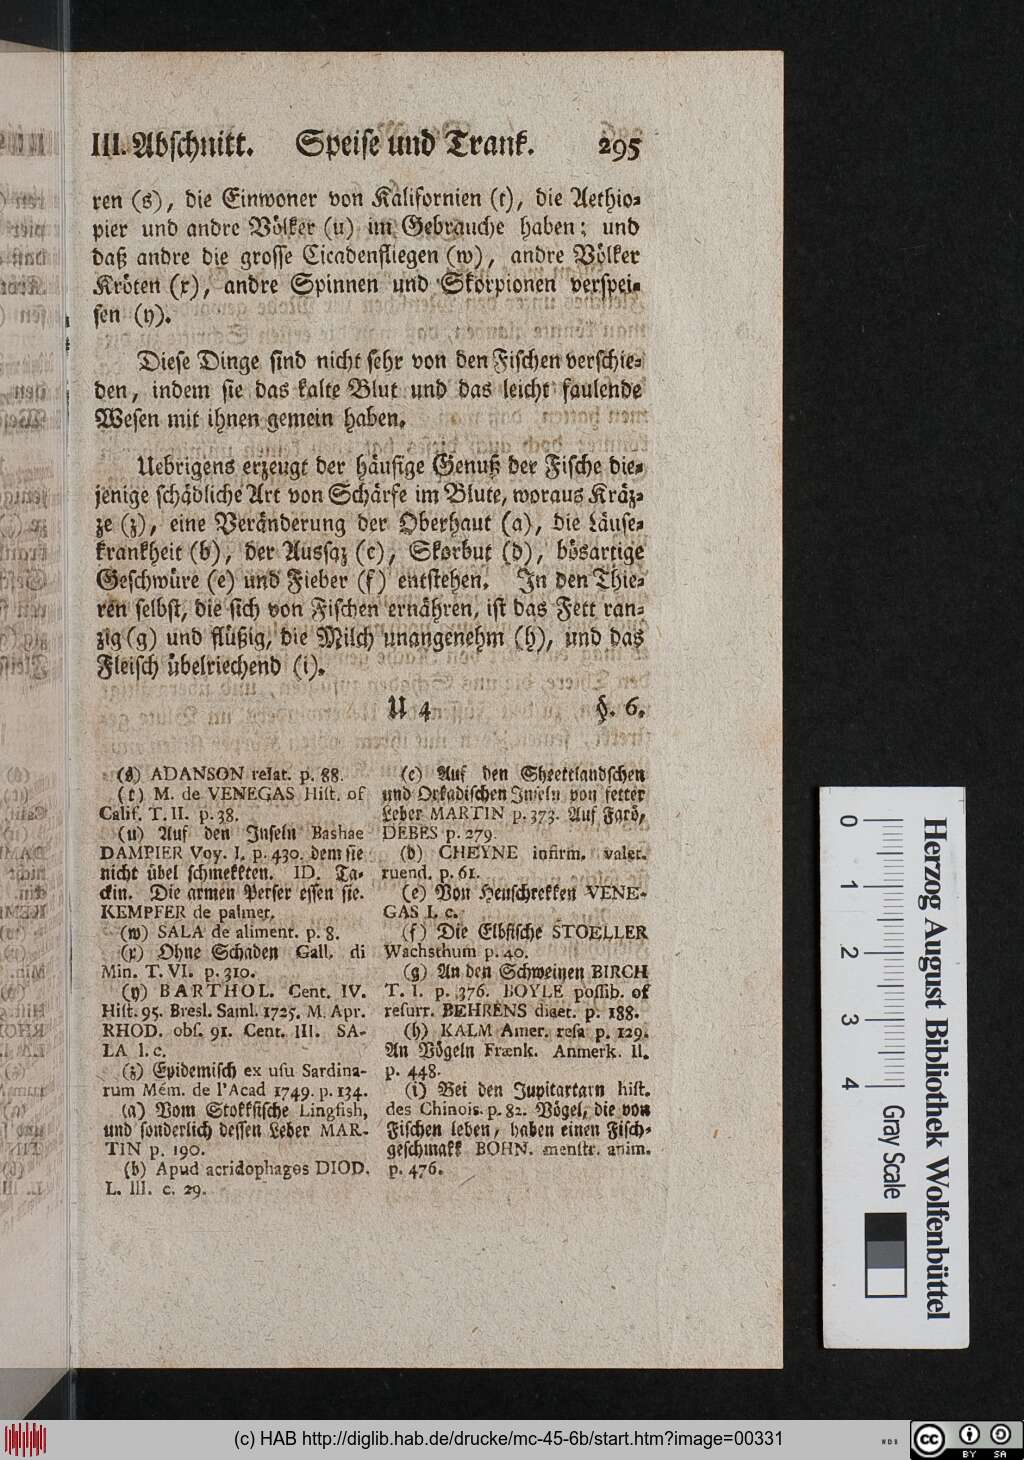 III. Abschnitt. Speise und Trank. 295
ren (s), die Einwoner von Kalifornien (t), die Aethio-
pier und andre Völker (u) im Gebrauche haben; und
daß andre die grosse Cicadenfliegen (w), andre Völker
Kröten (x), andre Spinnen und Skorpionen verspei-
sen (y).
Diese Dinge sind nicht sehr von den Fischen verschie-
den, indem sie das kalte Blut und das leicht faulende
Wesen mit ihnen gemein haben.
Uebrigens erzeugt der häufige Genuß der Fische die-
jenige schädliche Art von Schärfe im Blute, woraus Kräz-
ze (z), eine Veränderung der Oberhaut (a), die Läuse-
krankheit (b), der Aussaz (c), Skorbut (d), bösartige
Geschwüre (e) und Fieber (f) entstehen. In den Thie-
ren selbst, die sich von Fischen ernähren, ist das Fett ran-
zig (g) und flüßig, die Milch unangenehm (h), und das
Fleisch übelriechend (i).
U 4 §. 6.
(s) ADANSON relat. p. 88.
(t) M. de VENEGAS Hist. of
Calif. T. II. p. 38.
(u) Auf den Inseln Bashae
DAMPIER Voy. I. p. 430. dem sie
nicht übel schmekketen. ID. Ta-
ckin. Die armen Perser essen sie.
KEMPFER de palmet.
(w) SALA de aliment. p. 8.
(x) Ohne Schaden Gall. di
Min. T. VI. p. 310.
(y) BARTHOL. Cent. IV.
Hist. 95. Bresl. Saml. 1725. M. Apr.
RHOD. obs. 91. Cent. III. SA-
LA l. c.
(z) Epidemisch ex usu Sardina-
rum Mém. de l'Acad 1749. p. 134.
(a) Vom Stokkfische Lingfish,
und sonderlich dessen Leber MAR-
TIN p. 190.
(b) Apud acridophagos DIOD.
L. III. c. 29.
(c) Auf den Sheettlandschen
und Orkadischen Inseln von fetter
Leber MARTIN p. 373. Auf Farö,
DEBES p. 279.
(d) CHEYNE infirm. valet.
tuend. p. 61.
(e) Von Heuschrekken VENE-
GAS I. c.
(f) Die Elbfische STOELLER
Wachsthum p. 40.
(g) An den Schweinen BIRCH
T. I. p. 376. BOYLE possib. of
resurr. BEHRENS diaet. p. 188.
(h) KALM Amer. resa p. 129.
An Vögeln Frænk. Anmerk. II.
p. 448.
(i) Bei den Jupitartarn hist.
des Chinois. p. 82. Vögel, die von
Fischen leben, haben einen Fisch-
geschmakk BOHN. menstr. anim.
p. 476.
0 1 2 3 4
Gray Scale
Herzog August Bibliothek Wolfenbüttel
(c) HAB http://diglib.hab.de/drucke/mc-45-6b/start.htm?image=00331
WDB
cc BY SA